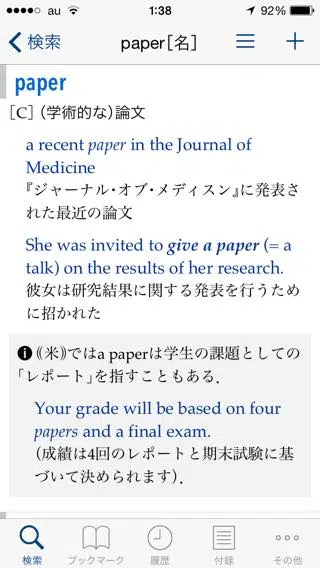 au 1:38 92%
検索 paper[名]
paper
[C] (学術的な)論文
a recent paper in the Journal of
Medicine
『ジャーナル・オブ・メディスン』に発表さ
れた最近の論文
She was invited to give a paper (= a
talk) on the results of her research.
彼女は研究結果に関する発表を行うため
に招かれた
i⦅米⦆ではa paperは学生の課題としての
「レポート」を指すこともある．
Your grade will be based on four
papers and a final exam.
(成績は4回のレポートと期末試験に基
づいて決められます)．
検索 ブックマーク 履歴 付録 その他